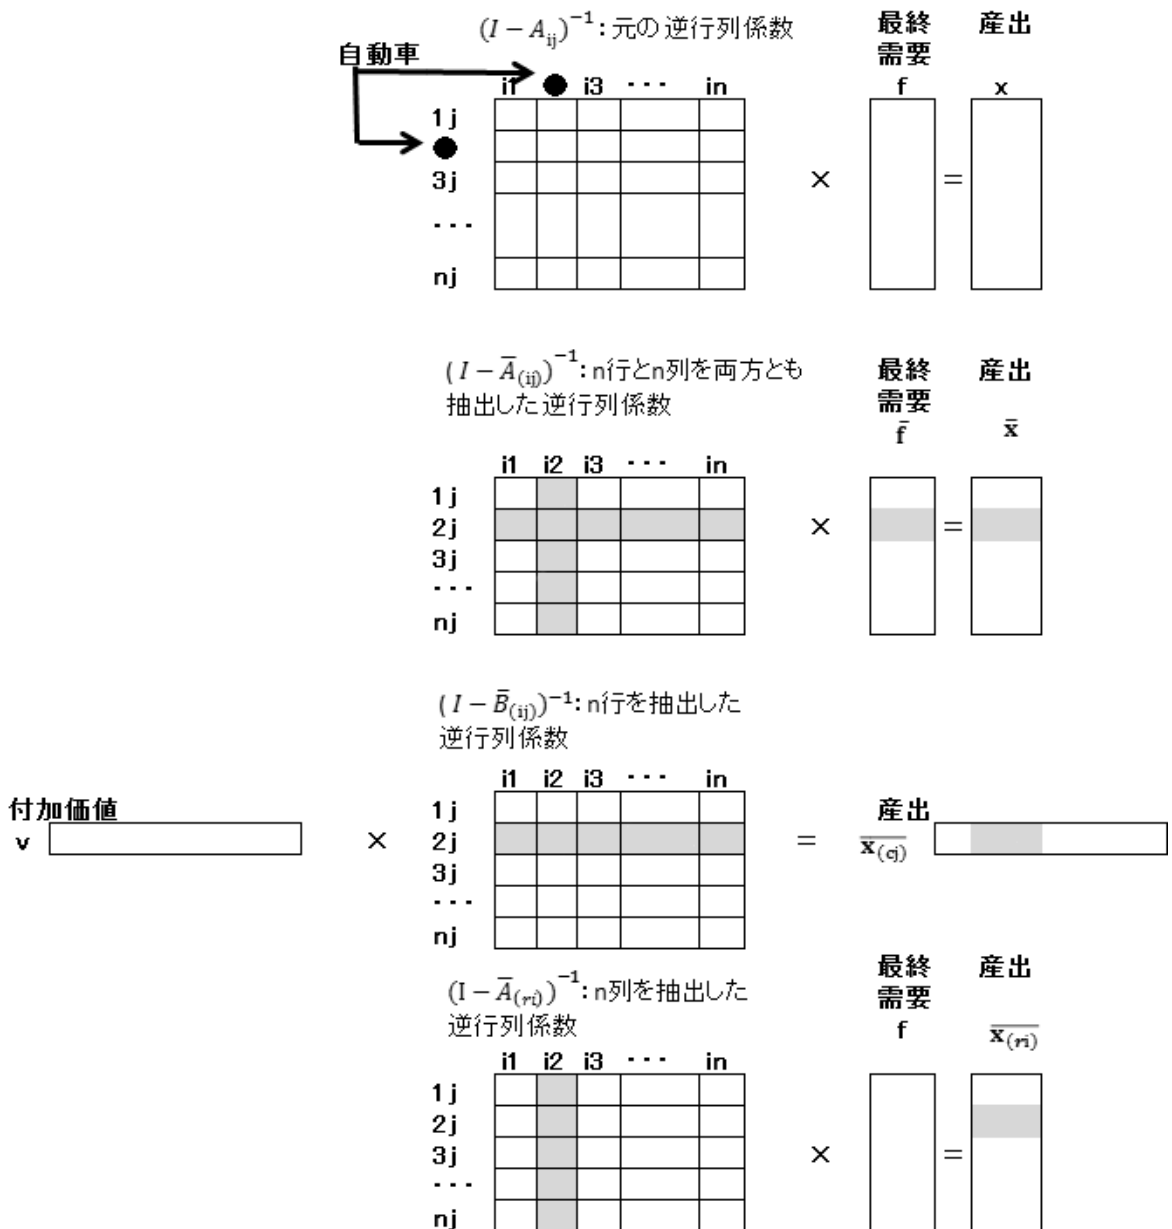 (I − A_ij)⁻¹：元の逆行列係数
最終 産出
需要
自動車
i1 ● i3 ･･･ in f x
1j
●
3j × =
･･･
nj
( I − A̅_(ij))⁻¹：n行とn列を両方とも
抽出した逆行列係数
最終 産出
需要
f̄ x̄
i1 i2 i3 ･･･ in
1j
2j × =
3j
･･･
nj
( I − B̅_(ij))⁻¹：n行を抽出した
逆行列係数
i1 i2 i3 ･･･ in
付加価値 1j 産出
v × 2j = x̅_(cj)
3j
･･･
nj
(I − A̅_(ri))⁻¹：n列を抽出した
逆行列係数
最終 産出
需要
f x̅_(ri)
i1 i2 i3 ･･･ in
1j
2j
3j × =
･･･
nj